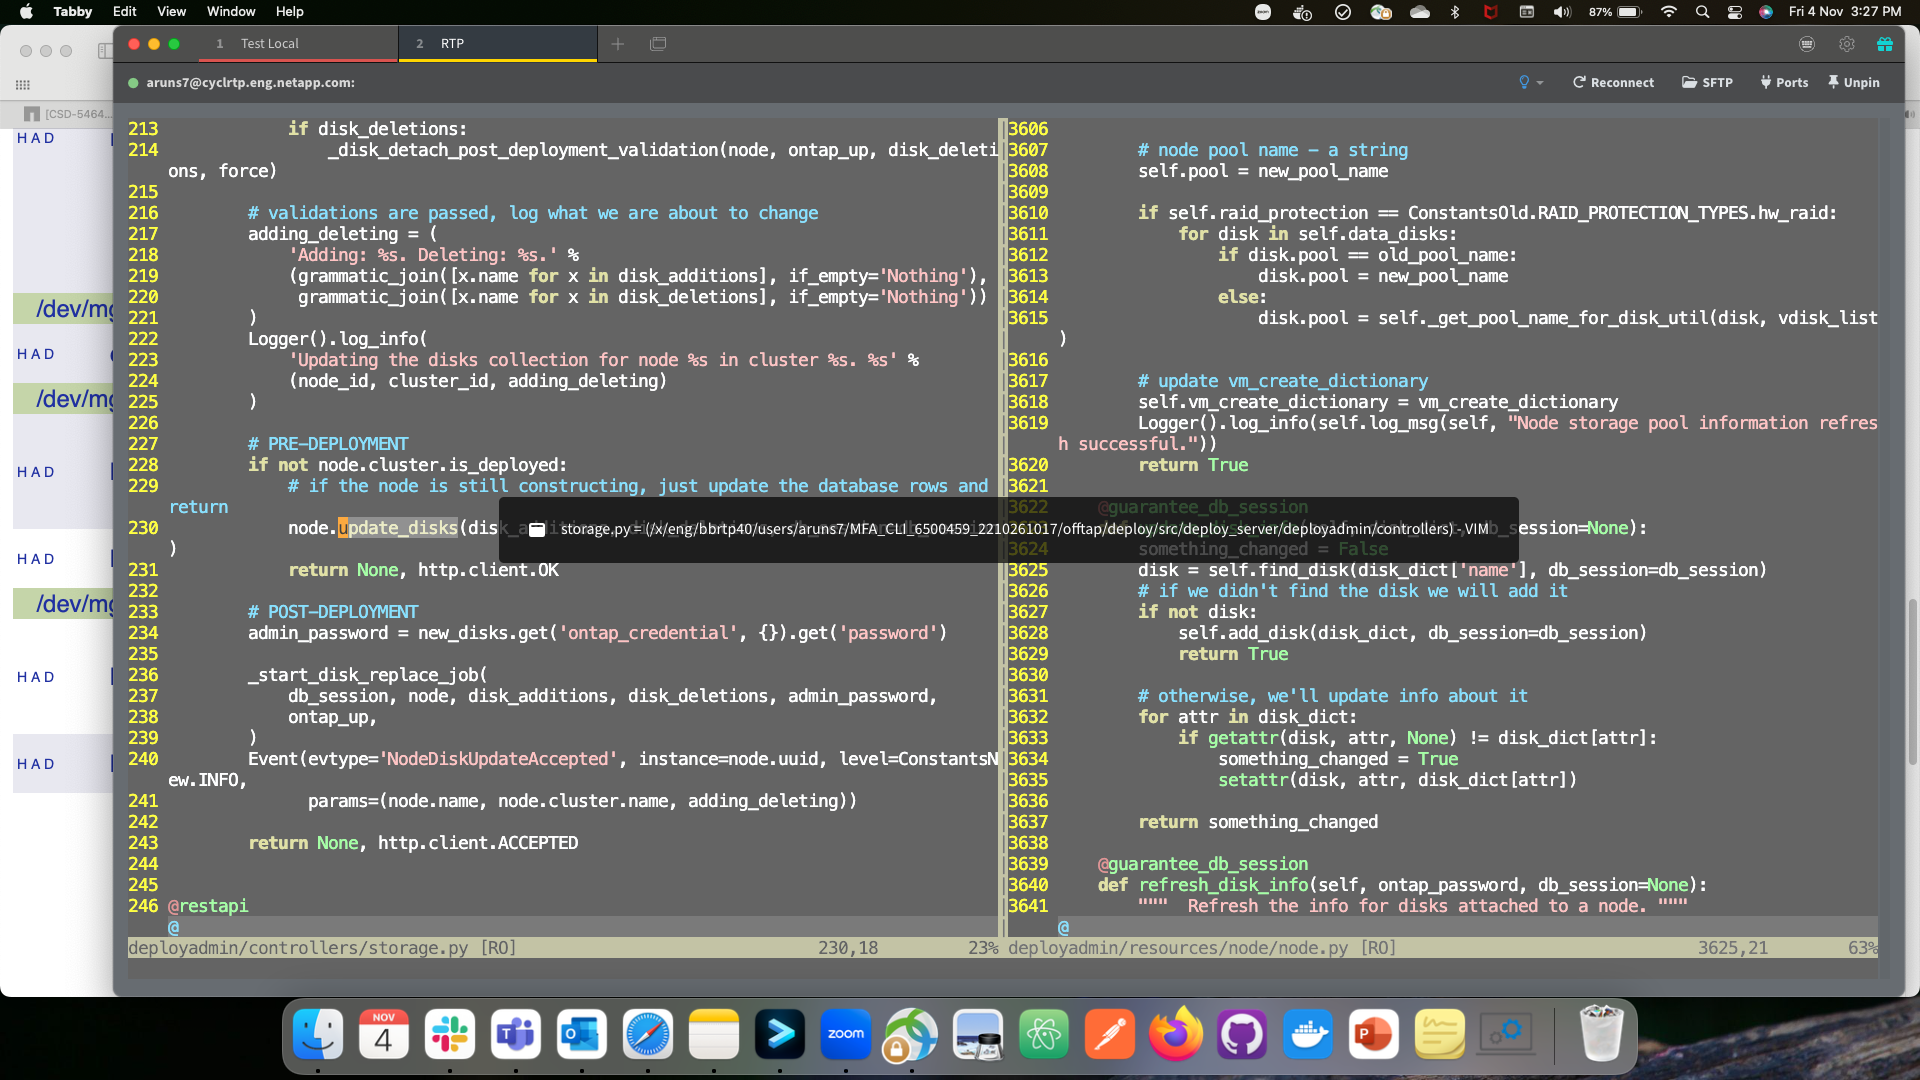 Tabby Edit View Window Help
87% Fri 4 Nov 3:27 PM
1 Test Local 2 RTP
aruns7@cyclrtp.eng.netapp.com:
Reconnect SFTP Ports Unpin
[CSD-5464...
HAD
/dev/mg
HAD
/dev/mg
HAD
HAD
/dev/mg
HAD
HAD
213 if disk_deletions:
214 _disk_detach_post_deployment_validation(node, ontap_up, disk_deleti
ons, force)
215
216 # validations are passed, log what we are about to change
217 adding_deleting = (
218 'Adding: %s. Deleting: %s.' %
219 (grammatic_join([x.name for x in disk_additions], if_empty='Nothing'),
220 grammatic_join([x.name for x in disk_deletions], if_empty='Nothing'))
221 )
222 Logger().log_info(
223 'Updating the disks collection for node %s in cluster %s. %s' %
224 (node_id, cluster_id, adding_deleting)
225 )
226
227 # PRE-DEPLOYMENT
228 if not node.cluster.is_deployed:
229 # if the node is still constructing, just update the database rows and
return
230 node.update_disks(disk
)
231 return None, http.client.OK
232
233 # POST-DEPLOYMENT
234 admin_password = new_disks.get('ontap_credential', {}).get('password')
235
236 _start_disk_replace_job(
237 db_session, node, disk_additions, disk_deletions, admin_password,
238 ontap_up,
239 )
240 Event(evtype='NodeDiskUpdateAccepted', instance=node.uuid, level=ConstantsN
ew.INFO,
241 params=(node.name, node.cluster.name, adding_deleting))
242
243 return None, http.client.ACCEPTED
244
245
246 @restapi
@
deployadmin/controllers/storage.py [RO] 230,18 23%
storage.py = (/x/eng/bbrtp40/users/aruns7/MFA_CLI_6500459_2210261017/offtap/deploy/src/deploy_server/deployadmin/controllers) - VIM
3606
3607 # node pool name - a string
3608 self.pool = new_pool_name
3609
3610 if self.raid_protection == ConstantsOld.RAID_PROTECTION_TYPES.hw_raid:
3611 for disk in self.data_disks:
3612 if disk.pool == old_pool_name:
3613 disk.pool = new_pool_name
3614 else:
3615 disk.pool = self._get_pool_name_for_disk_util(disk, vdisk_list
)
3616
3617 # update vm_create_dictionary
3618 self.vm_create_dictionary = vm_create_dictionary
3619 Logger().log_info(self.log_msg(self, "Node storage pool information refres
h successful."))
3620 return True
3621
3622 @guarantee_db_session
_session=None):
3624 something_changed = False
3625 disk = self.find_disk(disk_dict['name'], db_session=db_session)
3626 # if we didn't find the disk we will add it
3627 if not disk:
3628 self.add_disk(disk_dict, db_session=db_session)
3629 return True
3630
3631 # otherwise, we'll update info about it
3632 for attr in disk_dict:
3633 if getattr(disk, attr, None) != disk_dict[attr]:
3634 something_changed = True
3635 setattr(disk, attr, disk_dict[attr])
3636
3637 return something_changed
3638
3639 @guarantee_db_session
3640 def refresh_disk_info(self, ontap_password, db_session=None):
3641 """ Refresh the info for disks attached to a node. """
@
deployadmin/resources/node/node.py [RO] 3625,21 63%
NOV
4
zoom